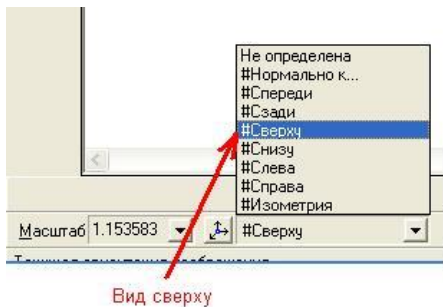 Не определена
#Нормально к...
#Спереди
#Сзади
#Сверху
#Снизу
#Слева
#Справа
#Изометрия
Масштаб 1.153583 #Сверху
Вид сверху